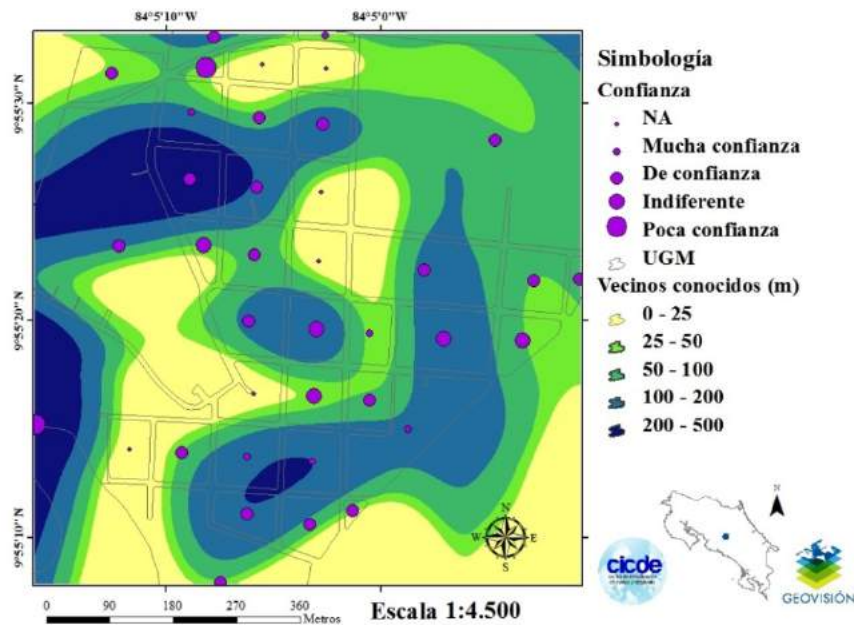 84°5'10"W
84°5'0"W
9°55'30"N
9°55'20"N
9°55'10"N
Simbología
Confianza
NA
Mucha confianza
De confianza
Indiferente
Poca confianza
UGM
Vecinos conocidos (m)
0 - 25
25 - 50
50 - 100
100 - 200
200 - 500
N
W
E
S
N
cicde
GEOVISIÓN
0 90 180 270 360
Metros
Escala 1:4.500